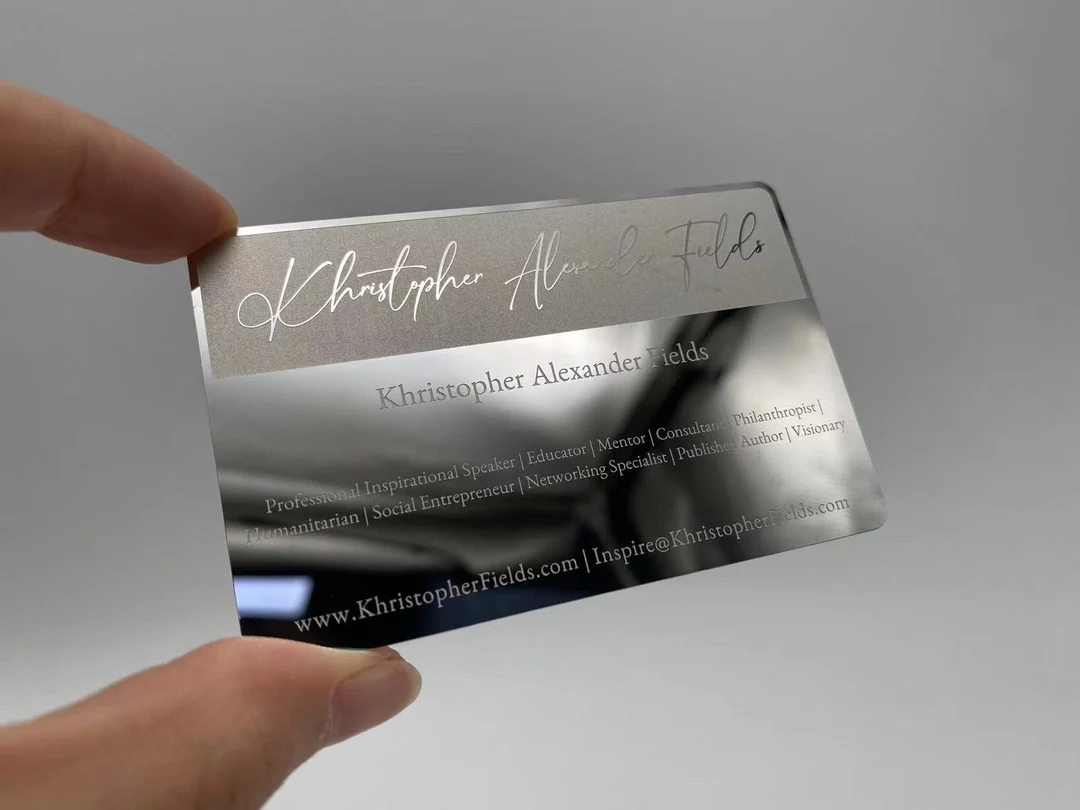 Khristopher Alexander Fields
Khristopher Alexander Fields
Professional Inspirational Speaker | Educator | Mentor | Consultant | Philanthropist |
Humanitarian | Social Entrepreneur | Networking Specialist | Published Author | Visionary
www.KhristopherFields.com | Inspire@KhristopherFields.com